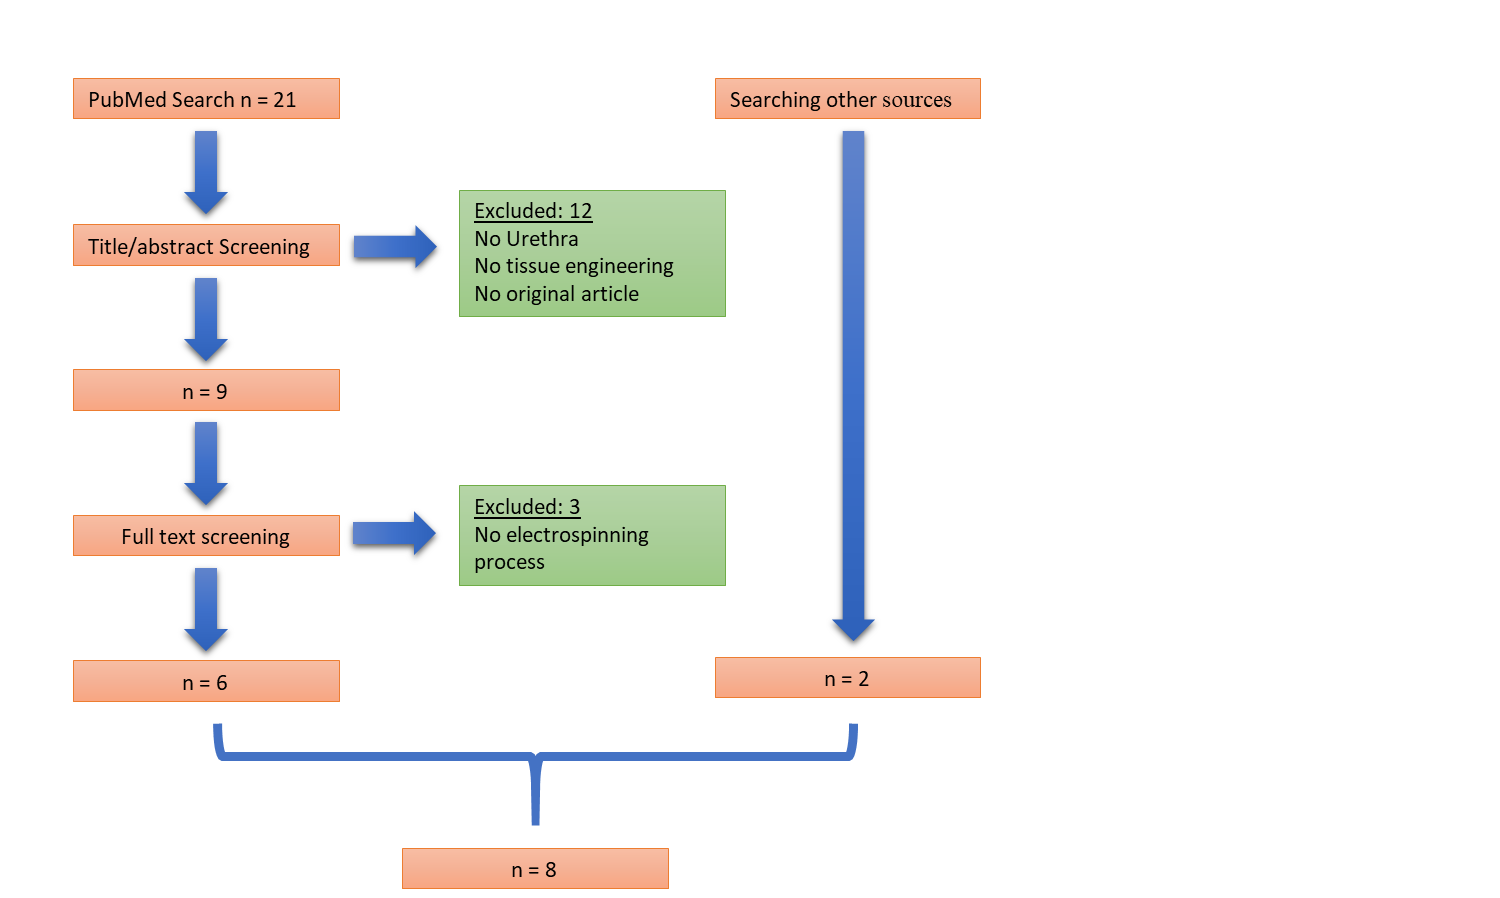 PubMed Search n = 21
Searching other sources
Title/abstract Screening
Excluded: 12
No Urethra
No tissue engineering
No original article
n = 9
Full text screening
Excluded: 3
No electrospinning
process
n = 6
n = 2
n = 8